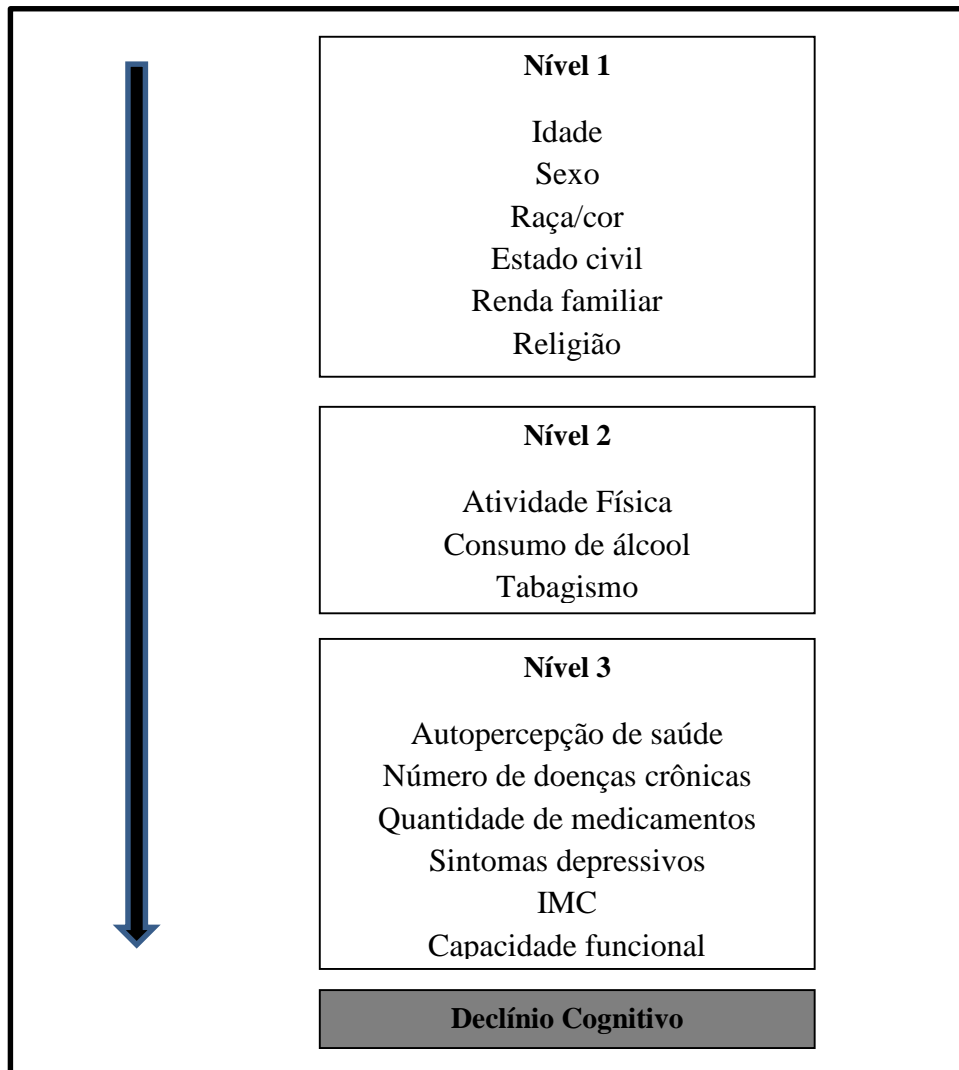 Nível 1
Idade
Sexo
Raça/cor
Estado civil
Renda familiar
Religião
Nível 2
Atividade Física
Consumo de álcool
Tabagismo
Nível 3
Autopercepção de saúde
Número de doenças crônicas
Quantidade de medicamentos
Sintomas depressivos
IMC
Capacidade funcional
Declínio Cognitivo